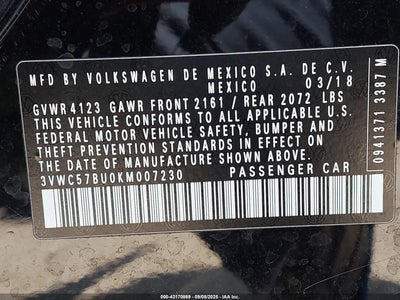 MFD BY VOLKSWAGEN DE MEXICO S.A. DE C.V.
MEXICO 03/18
GVWR 4123 GAWR FRONT 2161 / REAR 2072 LBS
THIS VEHICLE CONFORMS TO ALL APPLICABLE U.S.
FEDERAL MOTOR VEHICLE SAFETY, BUMPER AND
THEFT PREVENTION STANDARDS IN EFFECT ON
THE DATE OF MANUFACTURE SHOWN ABOVE.
3VWC57BU0KM007230 PASSENGER CAR
0941371 3387 M
000-43170069 - 09/09/2025 - IAA Inc.